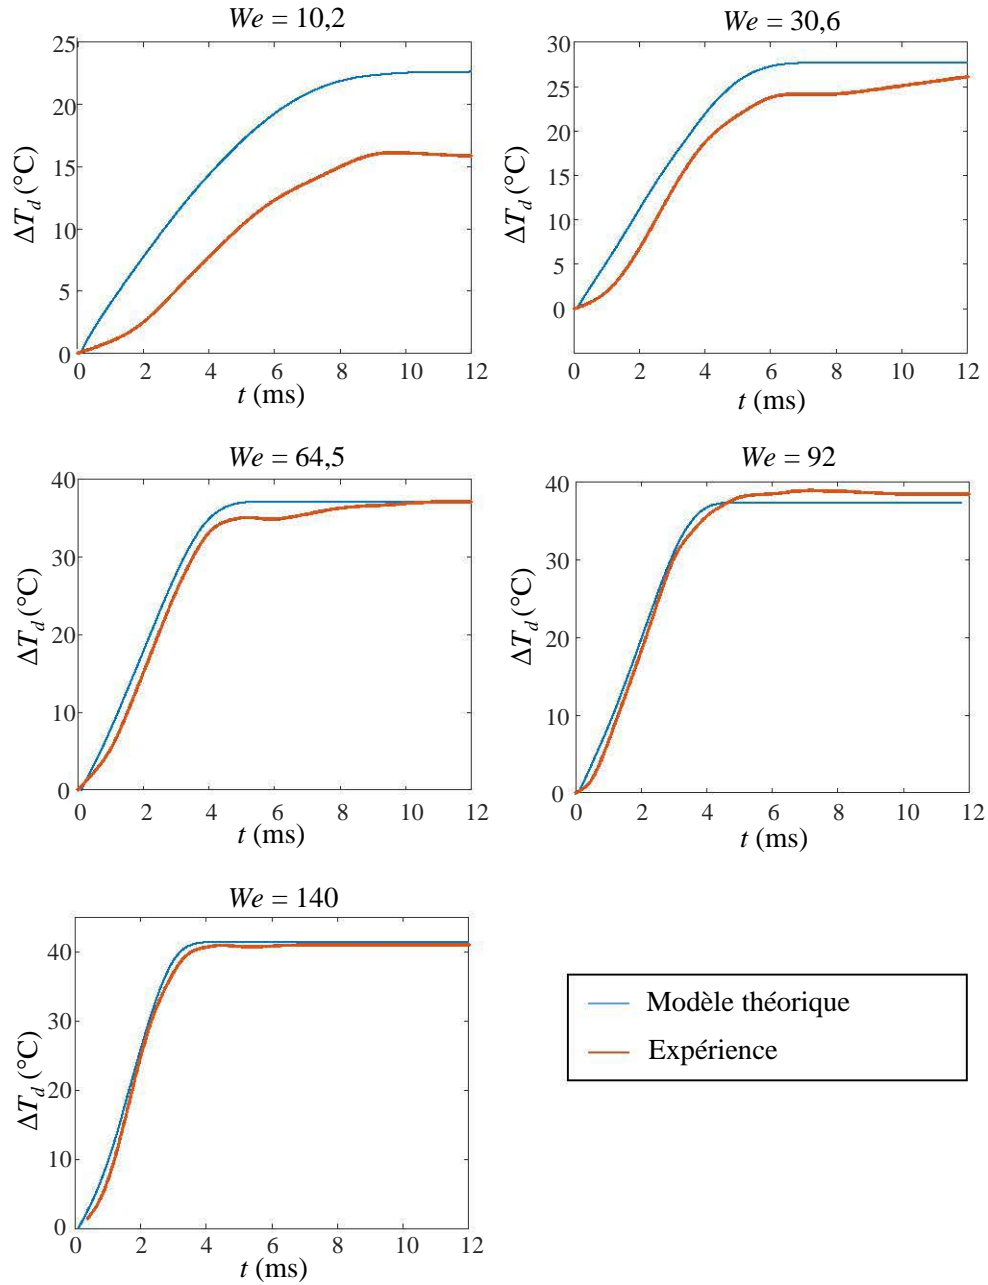 We = 10,2
25
20
15
10
5
0
ΔT_d (°C)
0 2 4 6 8 10 12
t (ms)
We = 30,6
30
25
20
15
10
5
0
ΔT_d (°C)
0 2 4 6 8 10 12
t (ms)
We = 64,5
40
30
20
10
0
ΔT_d (°C)
0 2 4 6 8 10 12
t (ms)
We = 92
40
30
20
10
0
ΔT_d (°C)
0 2 4 6 8 10 12
t (ms)
We = 140
40
30
20
10
0
ΔT_d (°C)
0 2 4 6 8 10 12
t (ms)
Modèle théorique
Expérience